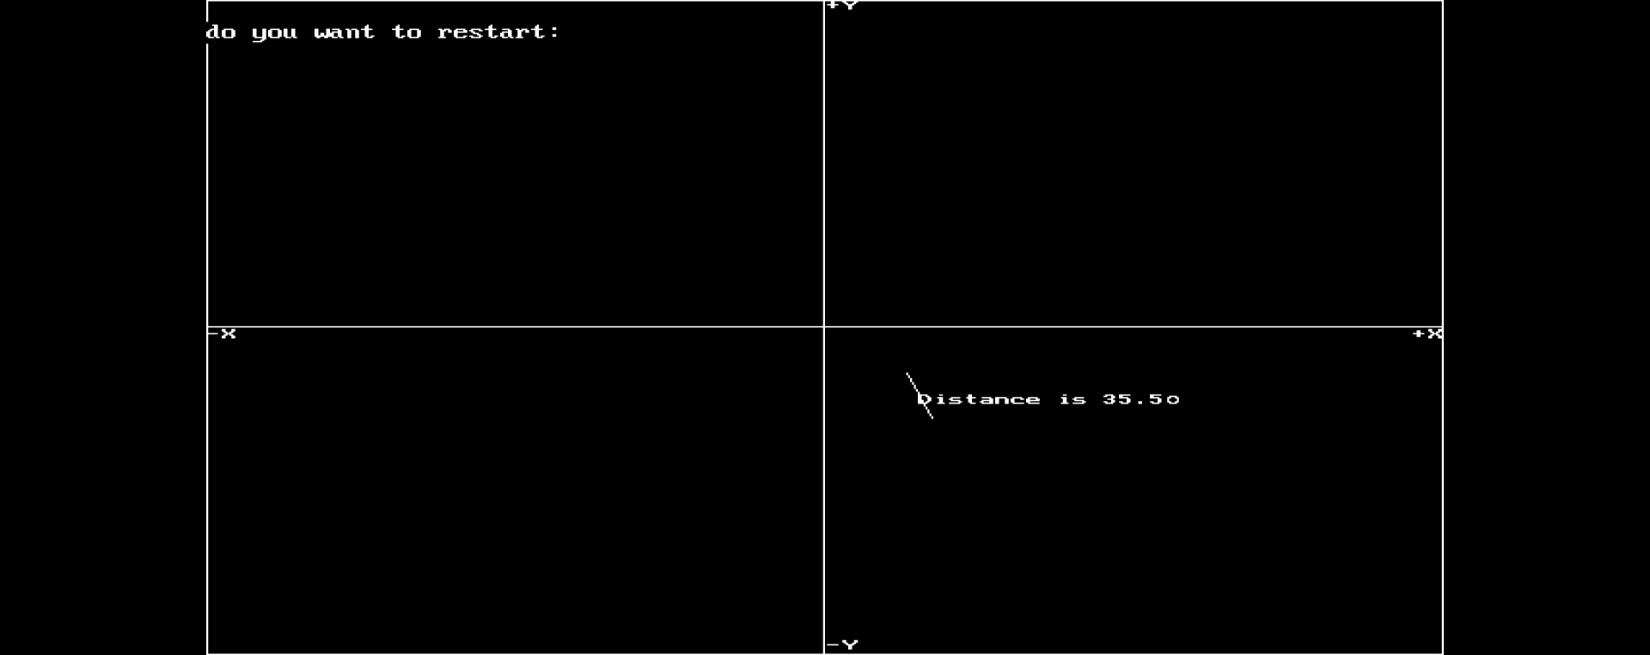 +Y
do you want to restart:
-X
+X
Distance is 35.50
-Y